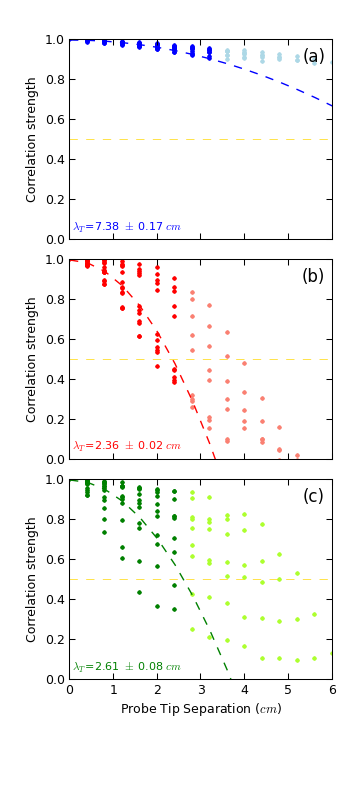 1.0
(a)
0.8
0.6
0.4
0.2
0.0
Correlation strength
λ_T=7.38 ± 0.17 cm
1.0
(b)
0.8
0.6
0.4
0.2
0.0
Correlation strength
λ_T=2.36 ± 0.02 cm
1.0
(c)
0.8
0.6
0.4
0.2
0.0
Correlation strength
λ_T=2.61 ± 0.08 cm
0 1 2 3 4 5 6
Probe Tip Separation (cm)